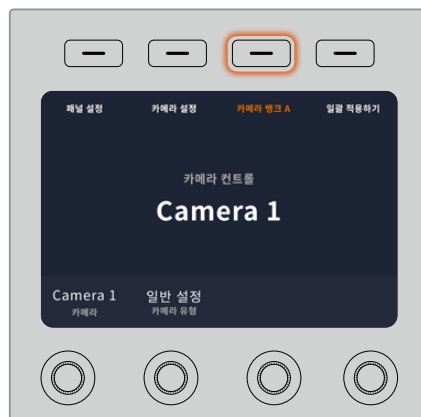 패널 설정 카메라 설정 카메라 뱅크 A 일괄 적용하기
카메라 컨트롤
Camera 1
Camera 1 일반 설정
카메라 카메라 유형